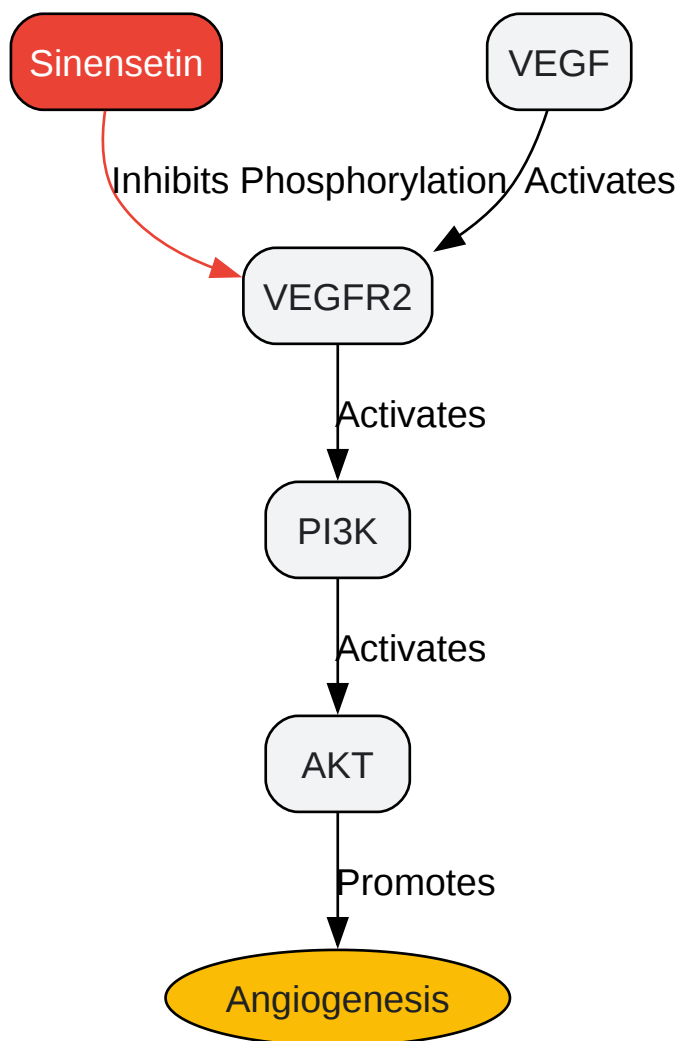 Sinensetin
VEGF
Inhibits Phosphorylation
Activates
VEGFR2
Activates
PI3K
Activates
AKT
Promotes
Angiogenesis